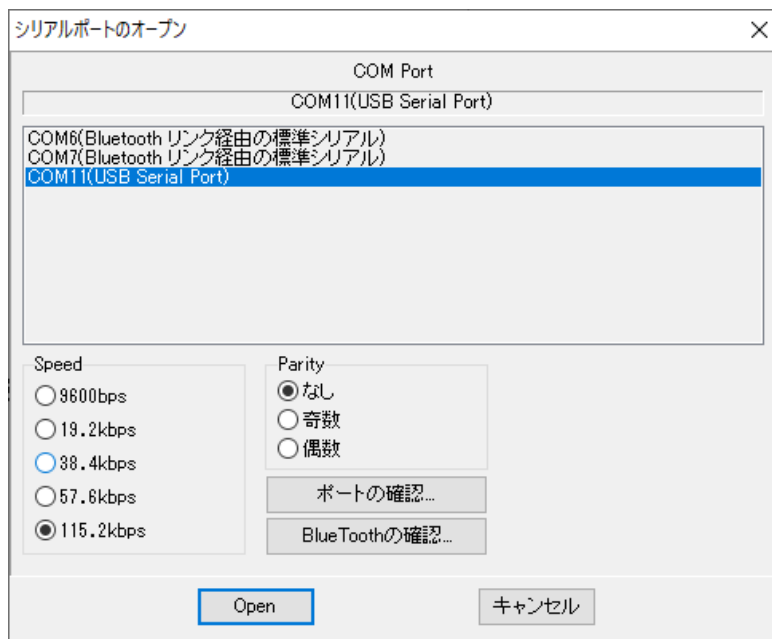 シリアルポートのオープン
COM Port
COM11(USB Serial Port)
COM6(Bluetooth リンク経由の標準シリアル)
COM7(Bluetooth リンク経由の標準シリアル)
COM11(USB Serial Port)
Speed
9600bps
19.2kbps
38.4kbps
57.6kbps
115.2kbps
Parity
なし
奇数
偶数
ポートの確認...
BlueToothの確認...
Open
キャンセル